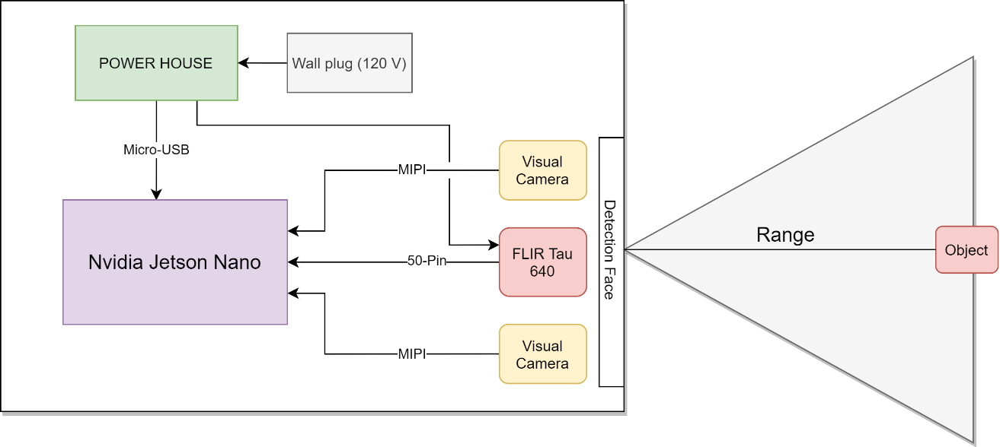 POWER HOUSE
Wall plug (120 V)
Micro-USB
MIPI
Visual
Camera
Nvidia Jetson Nano
50-Pin
FLIR Tau
640
MIPI
Visual
Camera
Detection Face
Range
Object